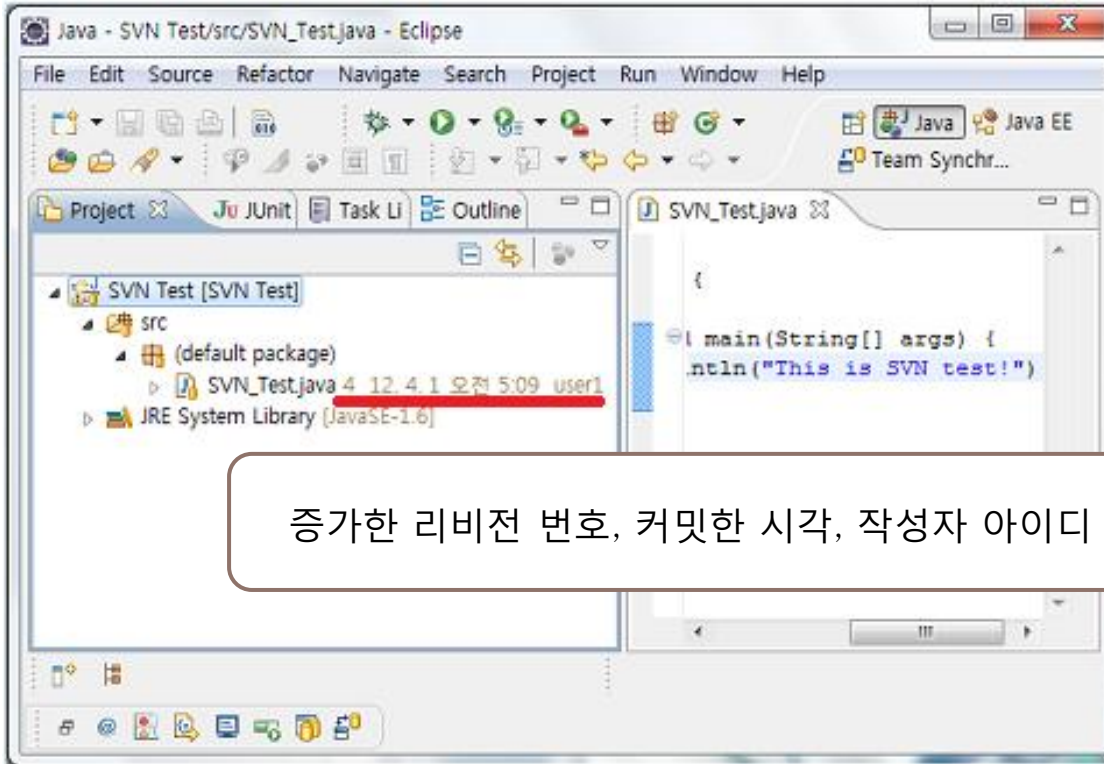 Java - SVN Test/src/SVN_Test.java - Eclipse
File Edit Source Refactor Navigate Search Project Run Window Help
Java Java EE
Team Synchr...
Project JUnit Task Li Outline
SVN_Test.java
SVN Test [SVN Test]
src
(default package)
SVN_Test.java 4 12. 4. 1 오전 5:09 user1
JRE System Library [JavaSE-1.6]
{
main(String[] args) {
.ntln("This is SVN test!")
증가한 리비전 번호, 커밋한 시각, 작성자 아이디